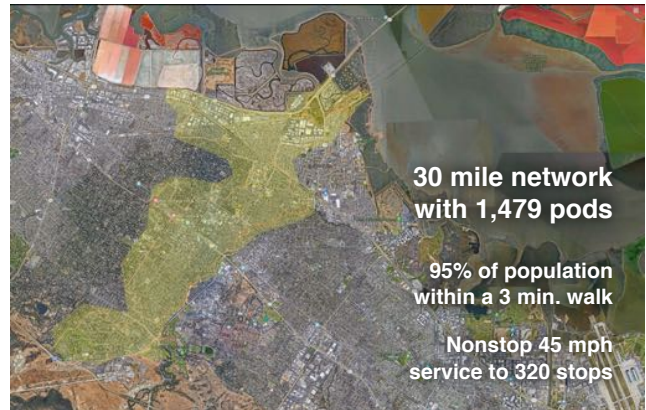 30 mile network
with 1,479 pods
95% of population
within a 3 min. walk
Nonstop 45 mph
service to 320 stops